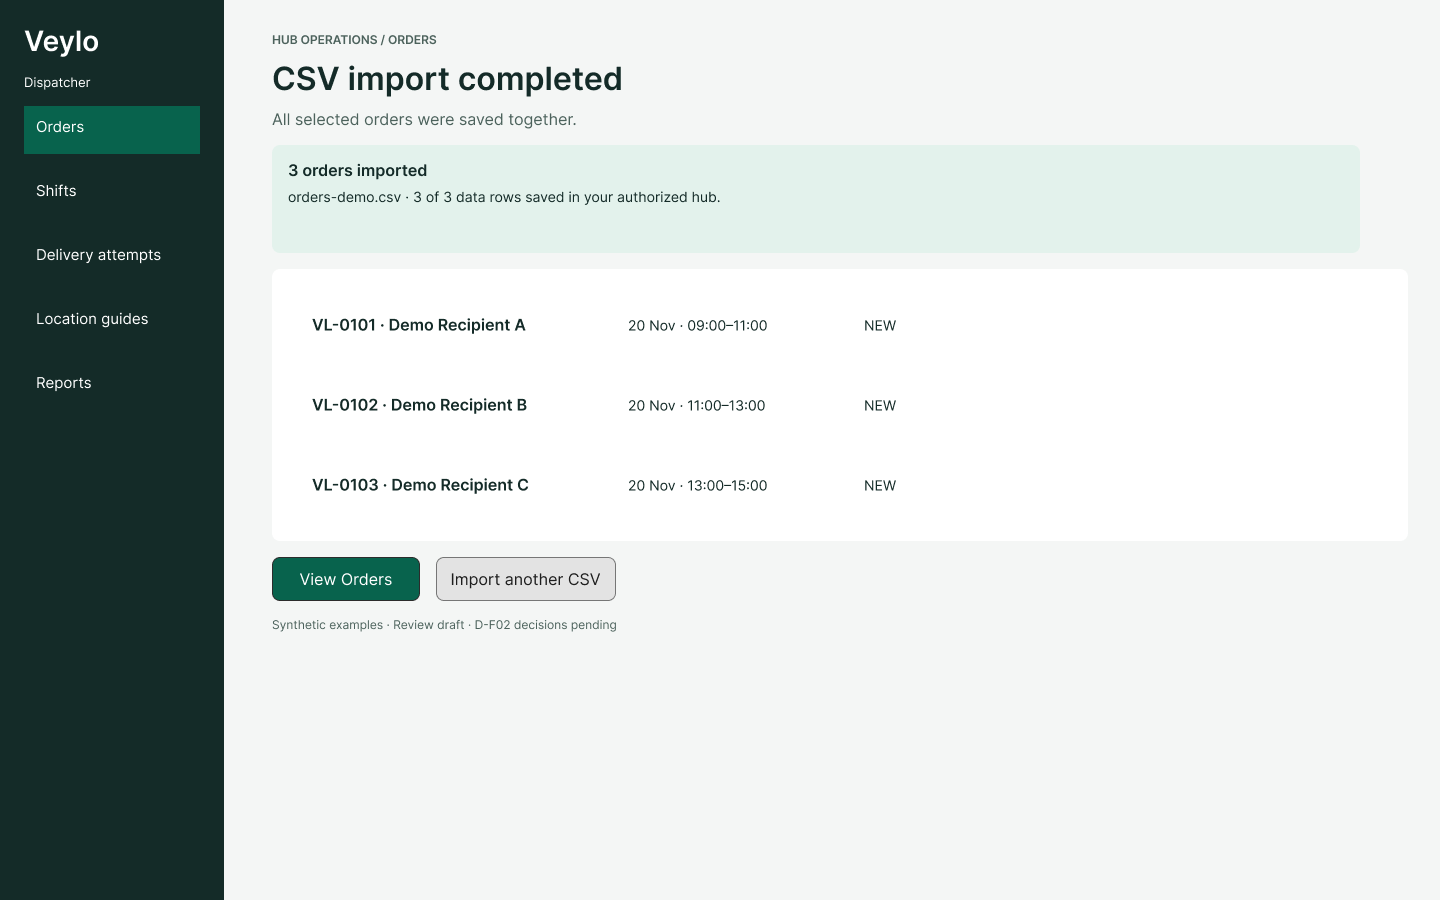 Veylo
Dispatcher
Orders
Shifts
Delivery attempts
Location guides
Reports
HUB OPERATIONS / ORDERS
CSV import completed
All selected orders were saved together.
3 orders imported
orders-demo.csv · 3 of 3 data rows saved in your authorized hub.
VL-0101 · Demo Recipient A 20 Nov · 09:00–11:00 NEW
VL-0102 · Demo Recipient B 20 Nov · 11:00–13:00 NEW
VL-0103 · Demo Recipient C 20 Nov · 13:00–15:00 NEW
View Orders Import another CSV
Synthetic examples · Review draft · D-F02 decisions pending